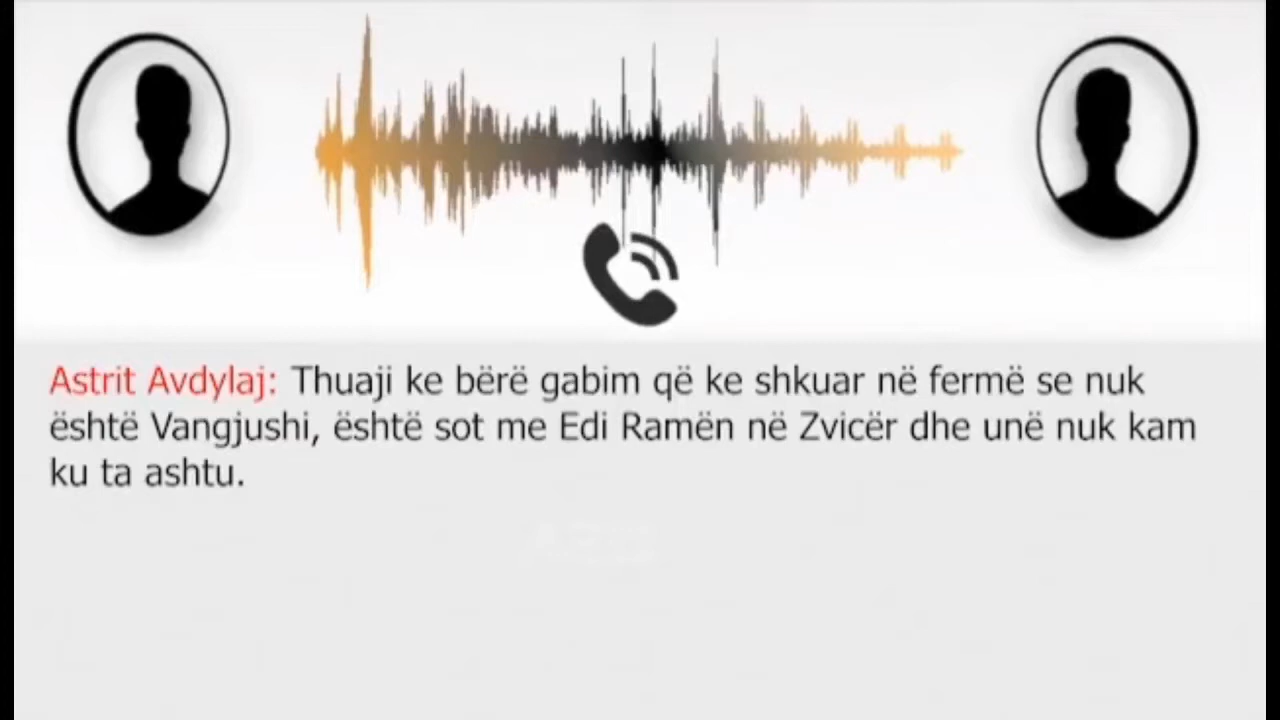 Astrit Avdylaj: Thuaji ke bërë gabim që ke shkuar në fermë se nuk
është Vangjushi, është sot me Edi Ramën në Zvicër dhe unë nuk kam
ku ta ashtu.